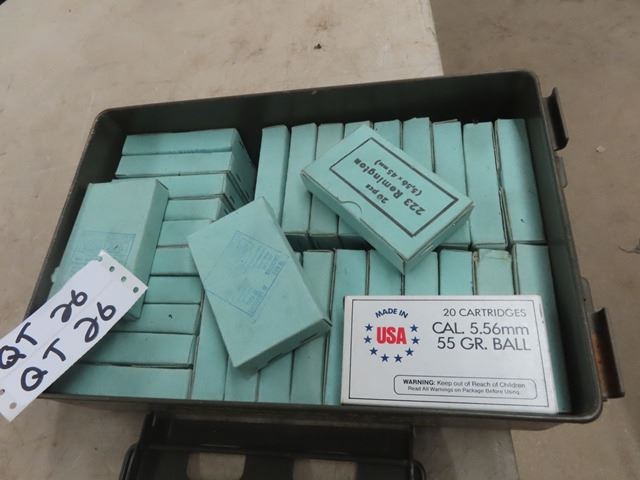 20 pcs
223 Remington
(5,56 x 45 mm)
QT 26
QT 26
MADE IN
USA
20 CARTRIDGES
CAL. 5.56mm
55 GR. BALL
WARNING: Keep out of Reach of Children
Read All Warnings on Package Before Using.